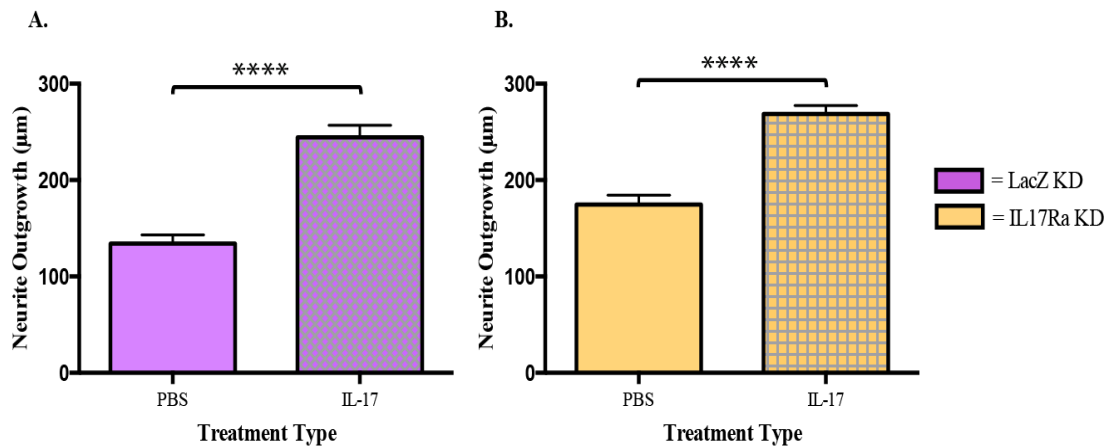 A.
****
300
200
100
0
Neurite Outgrowth (µm)
PBS
IL-17
Treatment Type
B.
****
300
200
100
0
Neurite Outgrowth (µm)
PBS
IL-17
Treatment Type
= LacZ KD
= IL17Ra KD